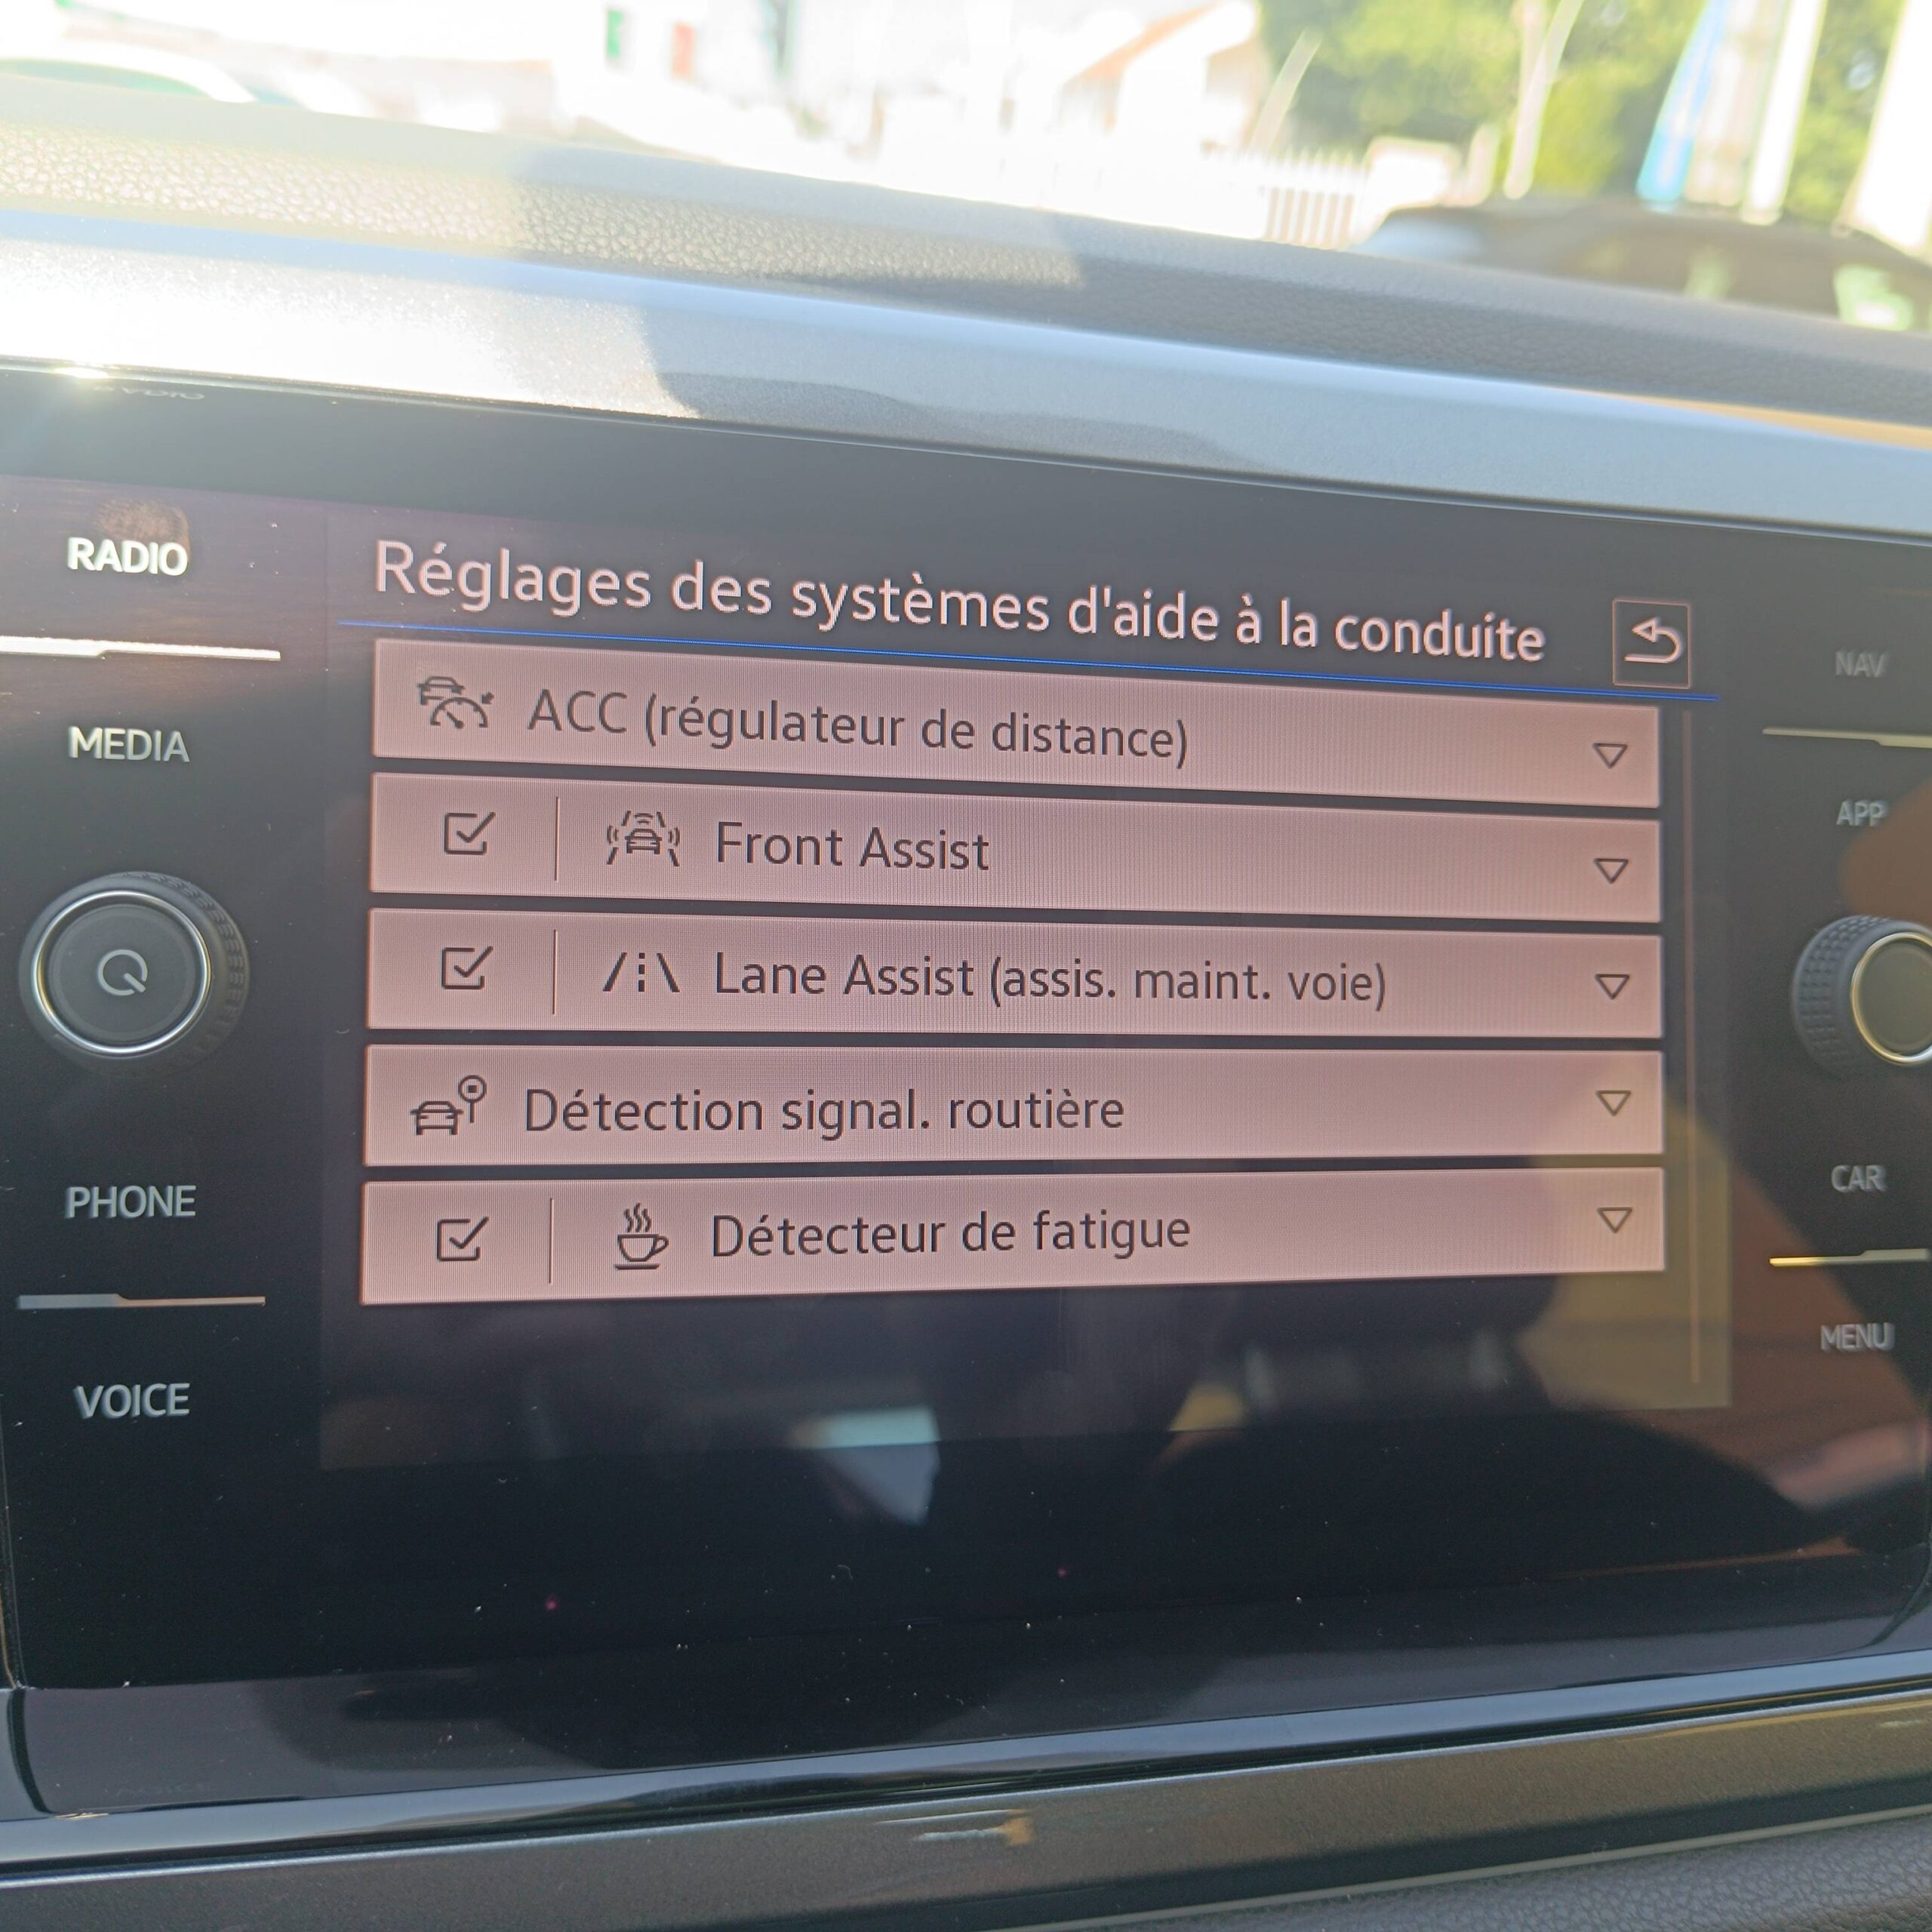 RADIO
MEDIA
PHONE
VOICE
Réglages des systèmes d'aide à la conduite
ACC (régulateur de distance)
Front Assist
Lane Assist (assis. maint. voie)
Détection signal. routière
Détecteur de fatigue
NAV
APP
CAR
MENU